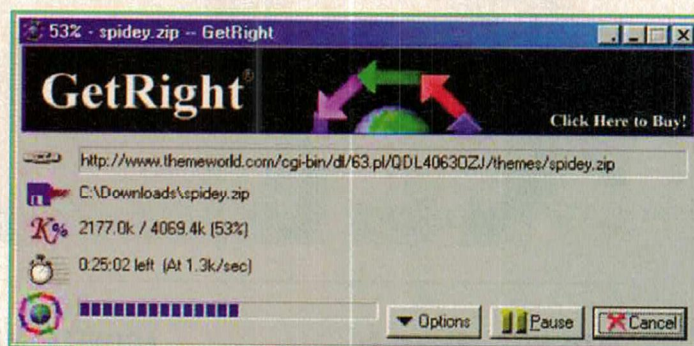 53% - spidey.zip -- GetRight
GetRight®
Click Here to Buy!
http://www.themeworld.com/cgi-bin/dl/63.pl/QDL4063OZJ/themes/spidey.zip
C:\Downloads\spidey.zip
K%
2177.0k / 4069.4k (53%)
0:25:02 left (At 1.3k/sec)
Options
Pause
Cancel